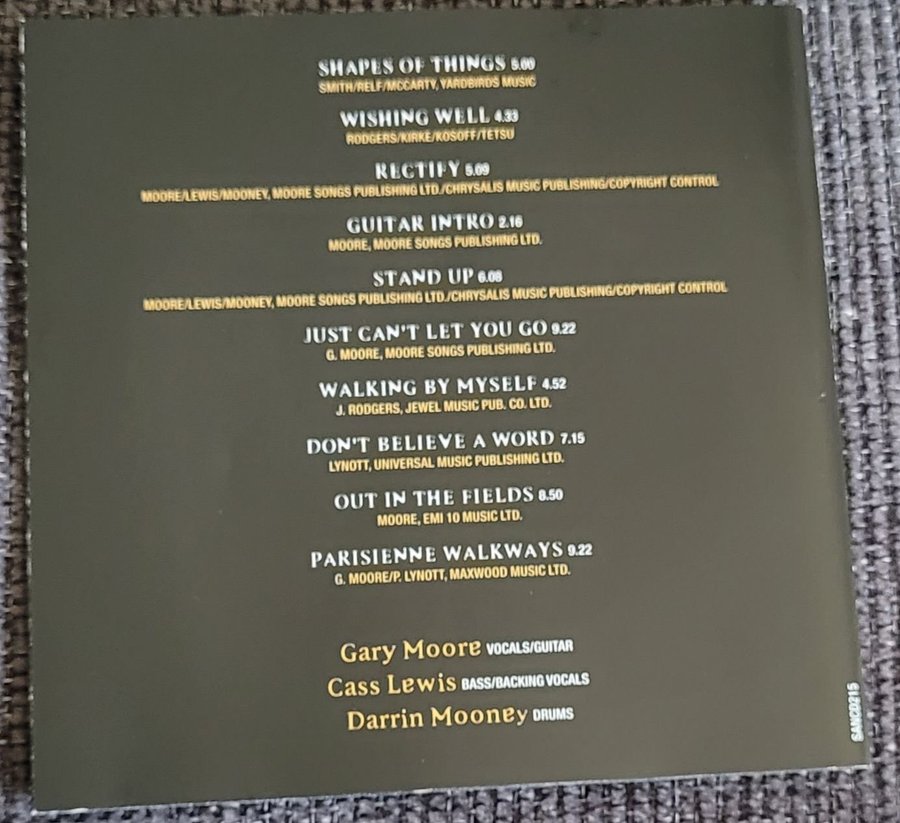 SHAPES OF THINGS 5.00
SMITH/RELF/MCCARTY, YARDBIRDS MUSIC
WISHING WELL 4.33
RODGERS/KIRKE/KOSOFF/TETSU
RECTIFY 5.09
MOORE/LEWIS/MOONEY, MOORE SONGS PUBLISHING LTD./CHRYSALIS MUSIC PUBLISHING/COPYRIGHT CONTROL
GUITAR INTRO 2.16
MOORE, MOORE SONGS PUBLISHING LTD.
STAND UP 6.08
MOORE/LEWIS/MOONEY, MOORE SONGS PUBLISHING LTD./CHRYSALIS MUSIC PUBLISHING/COPYRIGHT CONTROL
JUST CAN'T LET YOU GO 9.22
G. MOORE, MOORE SONGS PUBLISHING LTD.
WALKING BY MYSELF 4.52
J. RODGERS, JEWEL MUSIC PUB. CO. LTD.
DON'T BELIEVE A WORD 7.15
LYNOTT, UNIVERSAL MUSIC PUBLISHING LTD.
OUT IN THE FIELDS 8.50
MOORE, EMI 10 MUSIC LTD.
PARISIENNE WALKWAYS 9.22
G. MOORE/P. LYNOTT, MAXWOOD MUSIC LTD.
Gary Moore VOCALS/GUITAR
Cass Lewis BASS/BACKING VOCALS
Darrin Mooney DRUMS
SANCD215